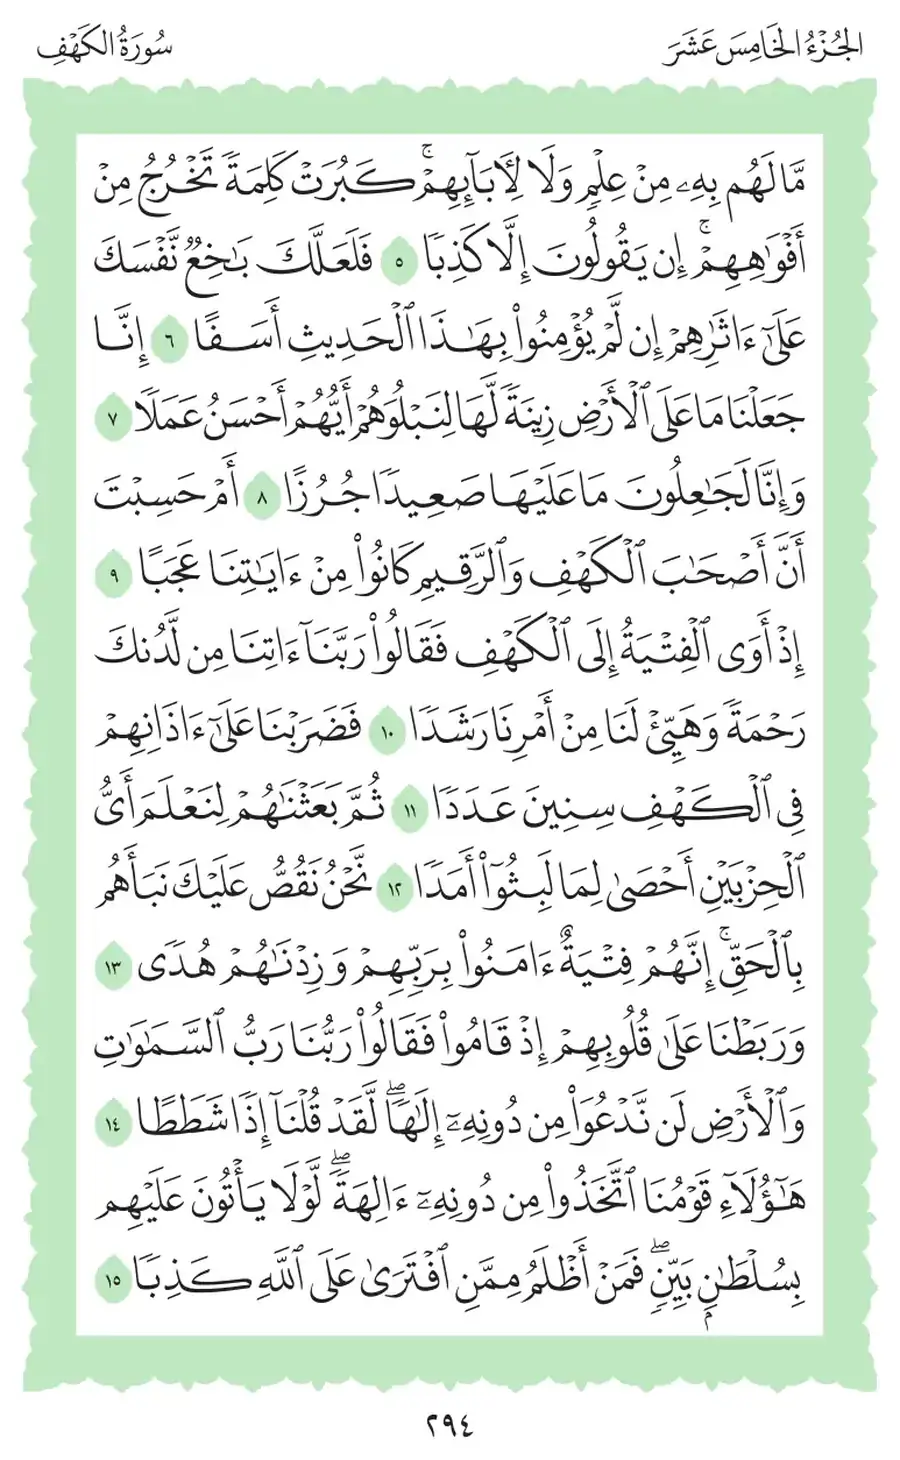 الجُزْءُ الخَامِسَ عَشَرَ
سُورَةُ الكَهْفِ
مَّا لَهُم بِهِۦ مِنْ عِلْمٍ وَلَا لِأٓبَآئِهِمْۚ كَبُرَتْ كَلِمَةً تَخْرُجُ مِنْ
أَفْوَٰهِهِمْۚ إِن يَقُولُونَ إِلَّا كَذِبًا ٥ فَلَعَلَّكَ بَٰخِعٌ نَّفْسَكَ
عَلَىٰٓ ءَاثَٰرِهِمْ إِن لَّمْ يُؤْمِنُوا۟ بِهَٰذَا ٱلْحَدِيثِ أَسَفًا ٦ إِنَّا
جَعَلْنَا مَا عَلَى ٱلْأَرْضِ زِينَةً لَّهَا لِنَبْلُوَهُمْ أَيُّهُمْ أَحْسَنُ عَمَلًا ٧
وَإِنَّا لَجَٰعِلُونَ مَا عَلَيْهَا صَعِيدًا جُرُزًا ٨ أَمْ حَسِبْتَ
أَنَّ أَصْحَٰبَ ٱلْكَهْفِ وَٱلرَّقِيمِ كَانُوا۟ مِنْ ءَايَٰتِنَا عَجَبًا ٩
إِذْ أَوَى ٱلْفِتْيَةُ إِلَى ٱلْكَهْفِ فَقَالُوا۟ رَبَّنَآ ءَاتِنَا مِن لَّدُنكَ
رَحْمَةً وَهَيِّئْ لَنَا مِنْ أَمْرِنَا رَشَدًا ١٠ فَضَرَبْنَا عَلَىٰٓ ءَاذَانِهِمْ
فِى ٱلْكَهْفِ سِنِينَ عَدَدًا ١١ ثُمَّ بَعَثْنَٰهُمْ لِنَعْلَمَ أَىُّ
ٱلْحِزْبَيْنِ أَحْصَىٰ لِمَا لَبِثُوٓا۟ أَمَدًا ١٢ نَّحْنُ نَقُصُّ عَلَيْكَ نَبَأَهُم
بِٱلْحَقِّۚ إِنَّهُمْ فِتْيَةٌ ءَامَنُوا۟ بِرَبِّهِمْ وَزِدْنَٰهُمْ هُدًى ١٣
وَرَبَطْنَا عَلَىٰ قُلُوبِهِمْ إِذْ قَامُوا۟ فَقَالُوا۟ رَبُّنَا رَبُّ ٱلسَّمَٰوَٰتِ
وَٱلْأَرْضِ لَن نَّدْعُوَا۟ مِن دُونِهِۦٓ إِلَٰهًاۖ لَّقَدْ قُلْنَآ إِذًا شَطَطًا ١٤
هَٰٓؤُلَآءِ قَوْمُنَا ٱتَّخَذُوا۟ مِن دُونِهِۦٓ ءَالِهَةًۖ لَّوْلَا يَأْتُونَ عَلَيْهِم
بِسُلْطَٰنٍۭ بَيِّنٍۖ فَمَنْ أَظْلَمُ مِمَّنِ ٱفْتَرَىٰ عَلَى ٱللَّهِ كَذِبًا ١٥
٢٩٤